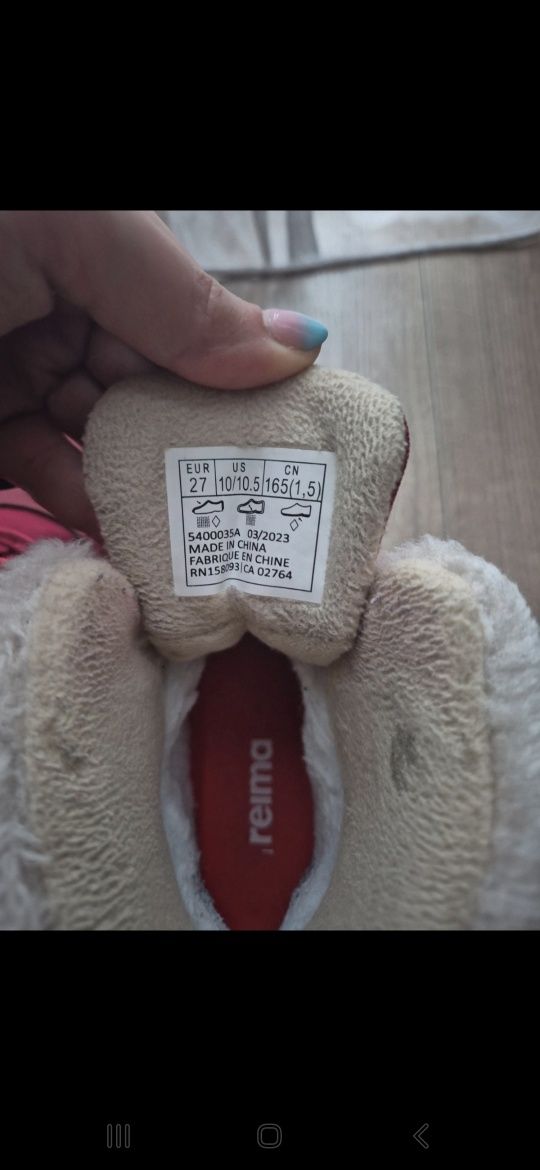 EUR US CN
27 10/10.5 165(1,5)
5400035A 03/2023
MADE IN CHINA
FABRIQUE EN CHINE
RN158093|CA 02764
reima